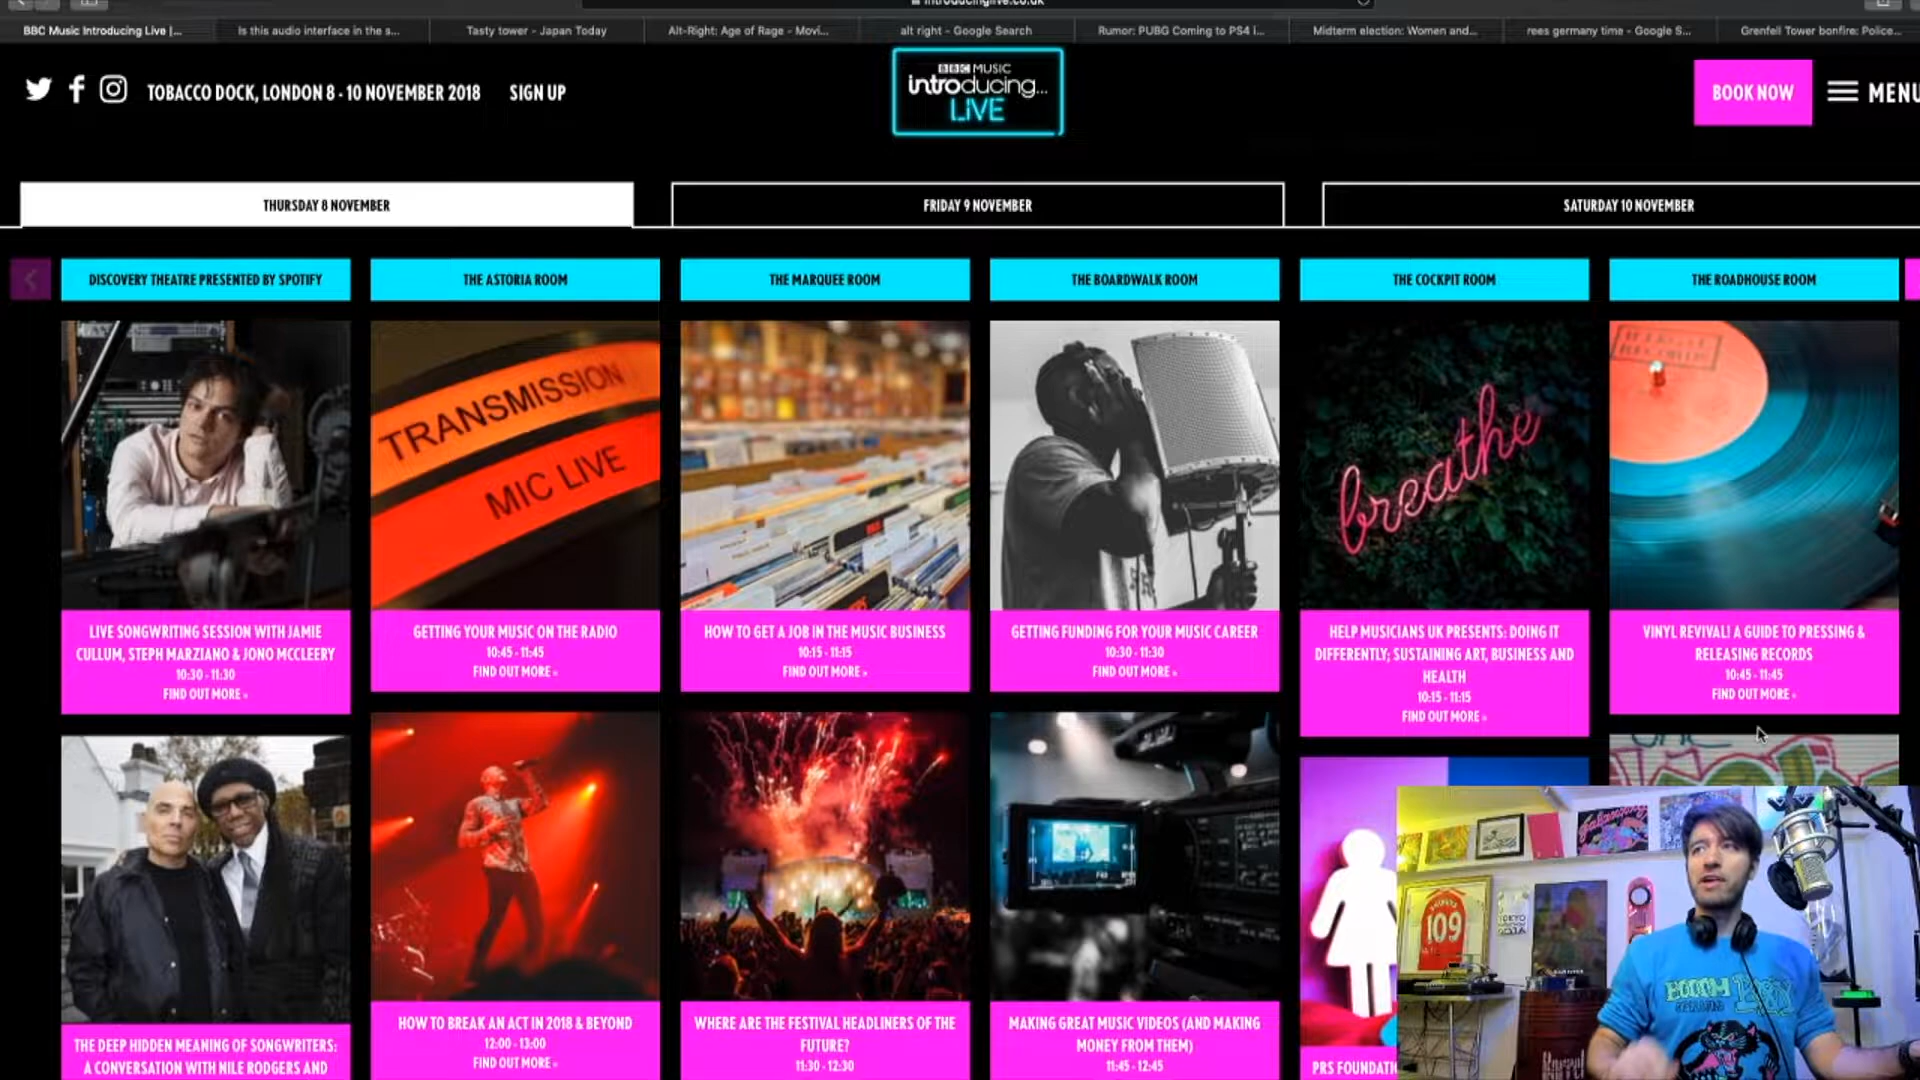 introducinglive.co.uk
BBC Music Introducing Live |...
Is this audio interface in the s...
Tasty tower - Japan Today
Alt-Right: Age of Rage - Movi...
alt right - Google Search
Rumor: PUBG Coming to PS4 i...
Midterm election: Women and...
rees germany time - Google S...
Grenfell Tower bonfire: Police...
TOBACCO DOCK, LONDON 8 - 10 NOVEMBER 2018
SIGN UP
BBC MUSIC
introducing...
LIVE
BOOK NOW
MENU
THURSDAY 8 NOVEMBER
FRIDAY 9 NOVEMBER
SATURDAY 10 NOVEMBER
DISCOVERY THEATRE PRESENTED BY SPOTIFY
THE ASTORIA ROOM
THE MARQUEE ROOM
THE BOARDWALK ROOM
THE COCKPIT ROOM
THE ROADHOUSE ROOM
TRANSMISSION
MIC LIVE
breathe
LIVE SONGWRITING SESSION WITH JAMIE
CULLUM, STEPH MARZIANO & JONO MCCLEERY
10:30 - 11:30
FIND OUT MORE »
GETTING YOUR MUSIC ON THE RADIO
10:45 - 11:45
FIND OUT MORE »
HOW TO GET A JOB IN THE MUSIC BUSINESS
10:15 - 11:15
FIND OUT MORE »
GETTING FUNDING FOR YOUR MUSIC CAREER
10:30 - 11:30
FIND OUT MORE »
HELP MUSICIANS UK PRESENTS: DOING IT
DIFFERENTLY; SUSTAINING ART, BUSINESS AND
HEALTH
10:15 - 11:15
FIND OUT MORE »
VINYL REVIVAL! A GUIDE TO PRESSING &
RELEASING RECORDS
10:45 - 11:45
FIND OUT MORE »
THE DEEP HIDDEN MEANING OF SONGWRITERS:
A CONVERSATION WITH NILE RODGERS AND
HOW TO BREAK AN ACT IN 2018 & BEYOND
12:00 - 13:00
FIND OUT MORE »
WHERE ARE THE FESTIVAL HEADLINERS OF THE
FUTURE?
11:30 - 12:30
MAKING GREAT MUSIC VIDEOS (AND MAKING
MONEY FROM THEM)
11:45 - 12:45
PRS FOUNDATI
109